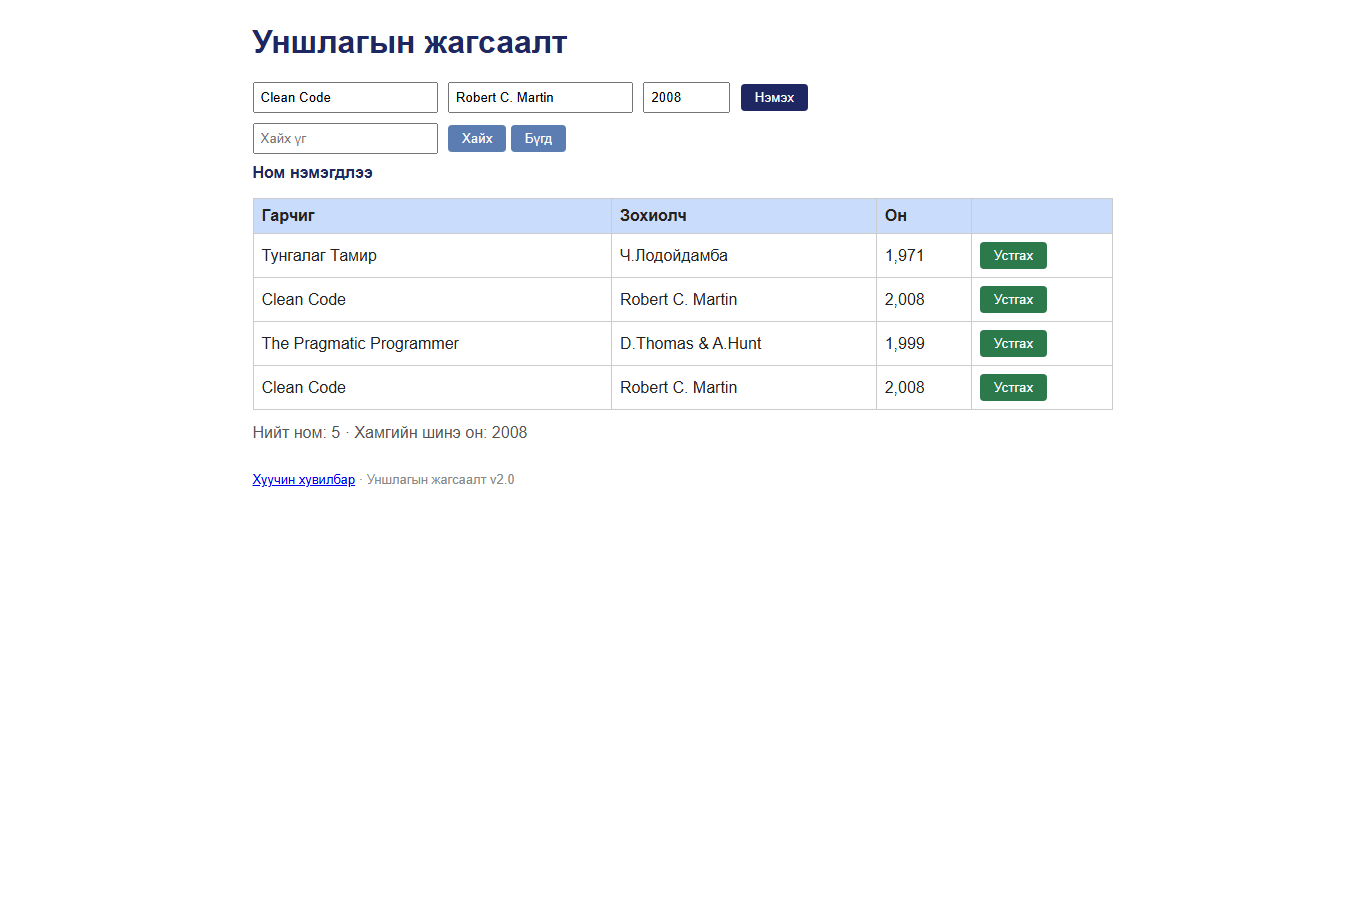 Уншлагын жагсаалт
Clean Code Robert C. Martin 2008 Нэмэх
Хайх үг Хайх Бүгд
Ном нэмэгдлээ
Гарчиг Зохиолч Он
Тунгалаг Тамир Ч.Лодойдамба 1,971 Устгах
Clean Code Robert C. Martin 2,008 Устгах
The Pragmatic Programmer D.Thomas & A.Hunt 1,999 Устгах
Clean Code Robert C. Martin 2,008 Устгах
Нийт ном: 5 · Хамгийн шинэ он: 2008
Хуучин хувилбар · Уншлагын жагсаалт v2.0